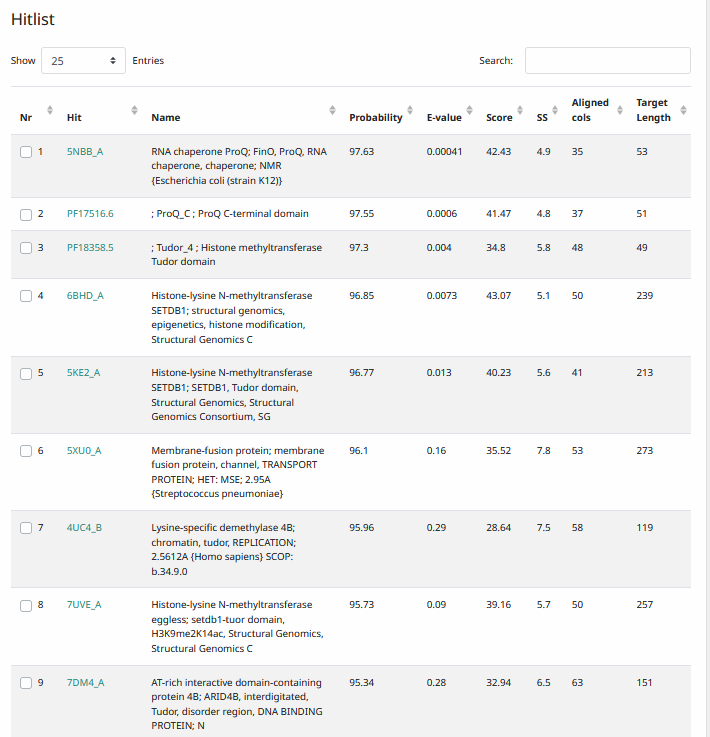 Hitlist
Show 25 Entries Search:
Nr Hit Name Probability E-value Score SS Aligned cols Target Length
1 5NBB_A RNA chaperone ProQ; FinO, ProQ, RNA 97.63 0.00041 42.43 4.9 35 53
chaperone, chaperone; NMR
{Escherichia coli (strain K12)}
2 PF17516.6 ; ProQ_C ; ProQ C-terminal domain 97.55 0.0006 41.47 4.8 37 51
3 PF18358.5 ; Tudor_4 ; Histone methyltransferase 97.3 0.004 34.8 5.8 48 49
Tudor domain
4 6BHD_A Histone-lysine N-methyltransferase 96.85 0.0073 43.07 5.1 50 239
SETDB1; structural genomics,
epigenetics, histone modification,
Structural Genomics C
5 5KE2_A Histone-lysine N-methyltransferase 96.77 0.013 40.23 5.6 41 213
SETDB1; SETDB1, Tudor domain,
Structural Genomics, Structural
Genomics Consortium, SG
6 5XU0_A Membrane-fusion protein; membrane 96.1 0.16 35.52 7.8 53 273
fusion protein, channel, TRANSPORT
PROTEIN; HET: MSE; 2.95A
{Streptococcus pneumoniae}
7 4UC4_B Lysine-specific demethylase 4B; 95.96 0.29 28.64 7.5 58 119
chromatin, tudor, REPLICATION;
2.5612A {Homo sapiens} SCOP:
b.34.9.0
8 7UVE_A Histone-lysine N-methyltransferase 95.73 0.09 39.16 5.7 50 257
eggless; setdb1-tuor domain,
H3K9me2K14ac, Structural Genomics,
Structural Genomics C
9 7DM4_A AT-rich interactive domain-containing 95.34 0.28 32.94 6.5 63 151
protein 4B; ARID4B, interdigitated,
Tudor, disorder region, DNA BINDING
PROTEIN; N